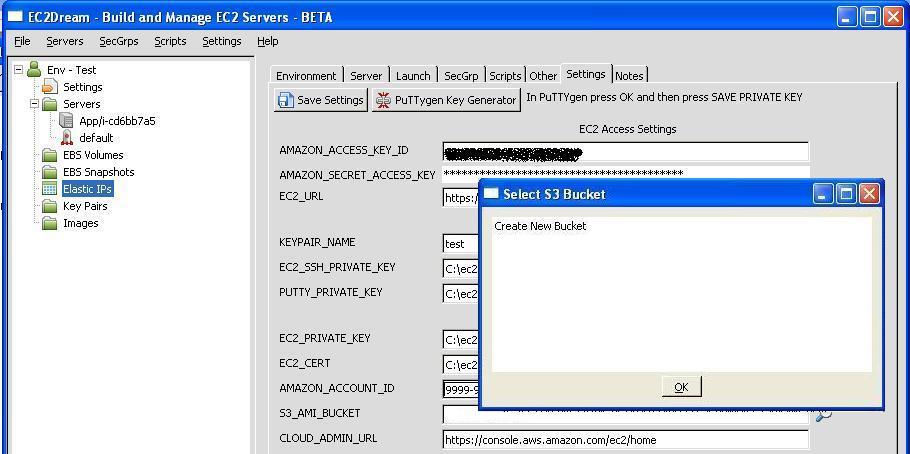 EC2Dream - Build and Manage EC2 Servers - BETA
File Servers SecGrps Scripts Settings Help
Env - Test
Settings
Servers
App/i-cd6bb7a5
default
EBS Volumes
EBS Snapshots
Elastic IPs
Key Pairs
Images
Environment Server Launch SecGrp Scripts Other Settings Notes
Save Settings PuTTYgen Key Generator In PuTTYgen press OK and then press SAVE PRIVATE KEY
EC2 Access Settings
AMAZON_ACCESS_KEY_ID
AMAZON_SECRET_ACCESS_KEY ****************************************
EC2_URL https:/
KEYPAIR_NAME test
EC2_SSH_PRIVATE_KEY C:\ec2
PUTTY_PRIVATE_KEY C:\ec2
EC2_PRIVATE_KEY C:\ec2
EC2_CERT C:\ec2
AMAZON_ACCOUNT_ID 9999-9
S3_AMI_BUCKET
CLOUD_ADMIN_URL https://console.aws.amazon.com/ec2/home
Select S3 Bucket
Create New Bucket
OK